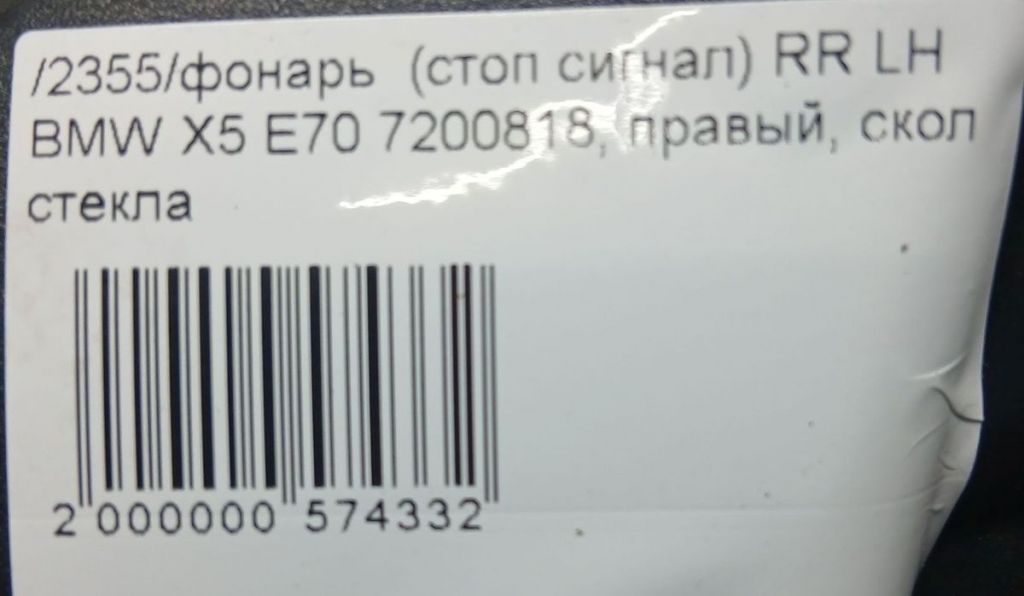 /2355/фонарь (стоп сигнал) RR LH
BMW X5 E70 7200818, правый, скол
стекла
2 000000 574332